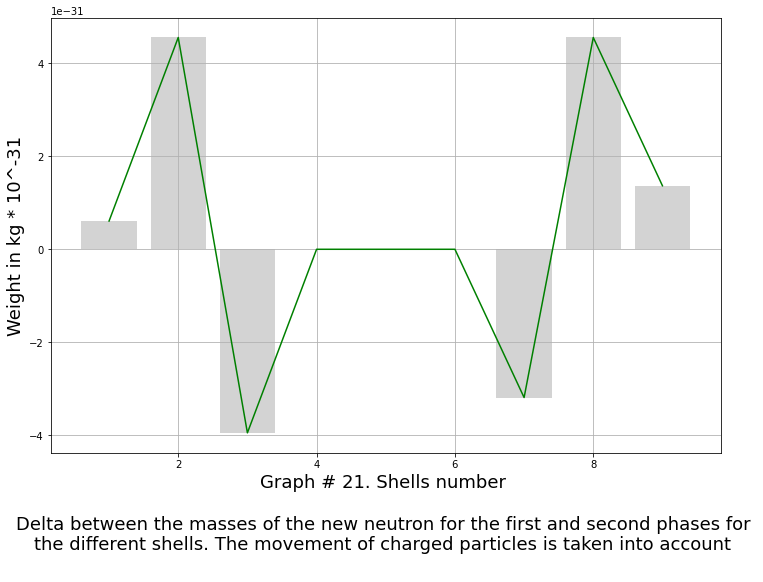 1e−31
4
2
0
−2
−4
Weight in kg * 10^-31
2 4 6 8
Graph # 21. Shells number
Delta between the masses of the new neutron for the first and second phases for
the different shells. The movement of charged particles is taken into account